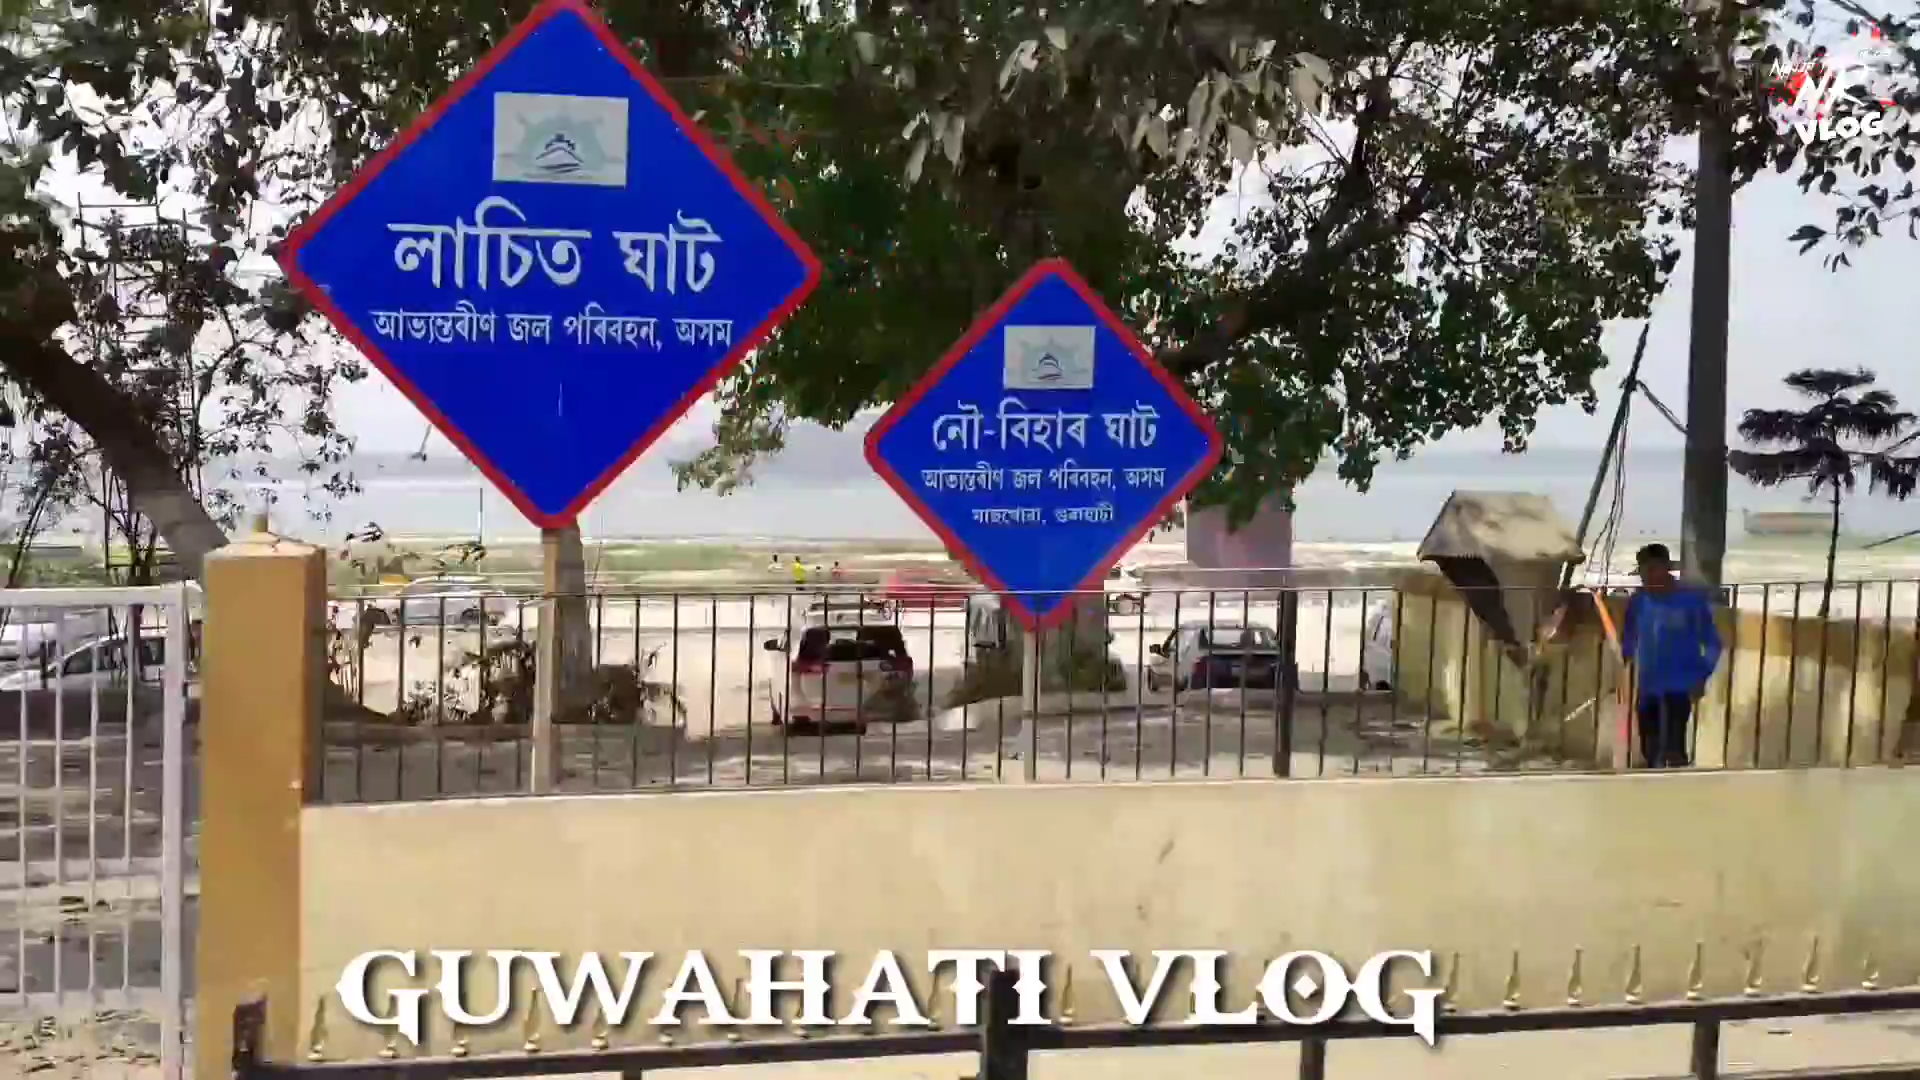 লাচিত ঘাট
আভ্যন্তৰীণ জল পৰিবহন, অসম
নৌ-বিহাৰ ঘাট
আভ্যন্তৰীণ জল পৰিবহন, অসম
মাছখোৱা, গুৱাহাটী
VLOG
GUWAHATI VLOG